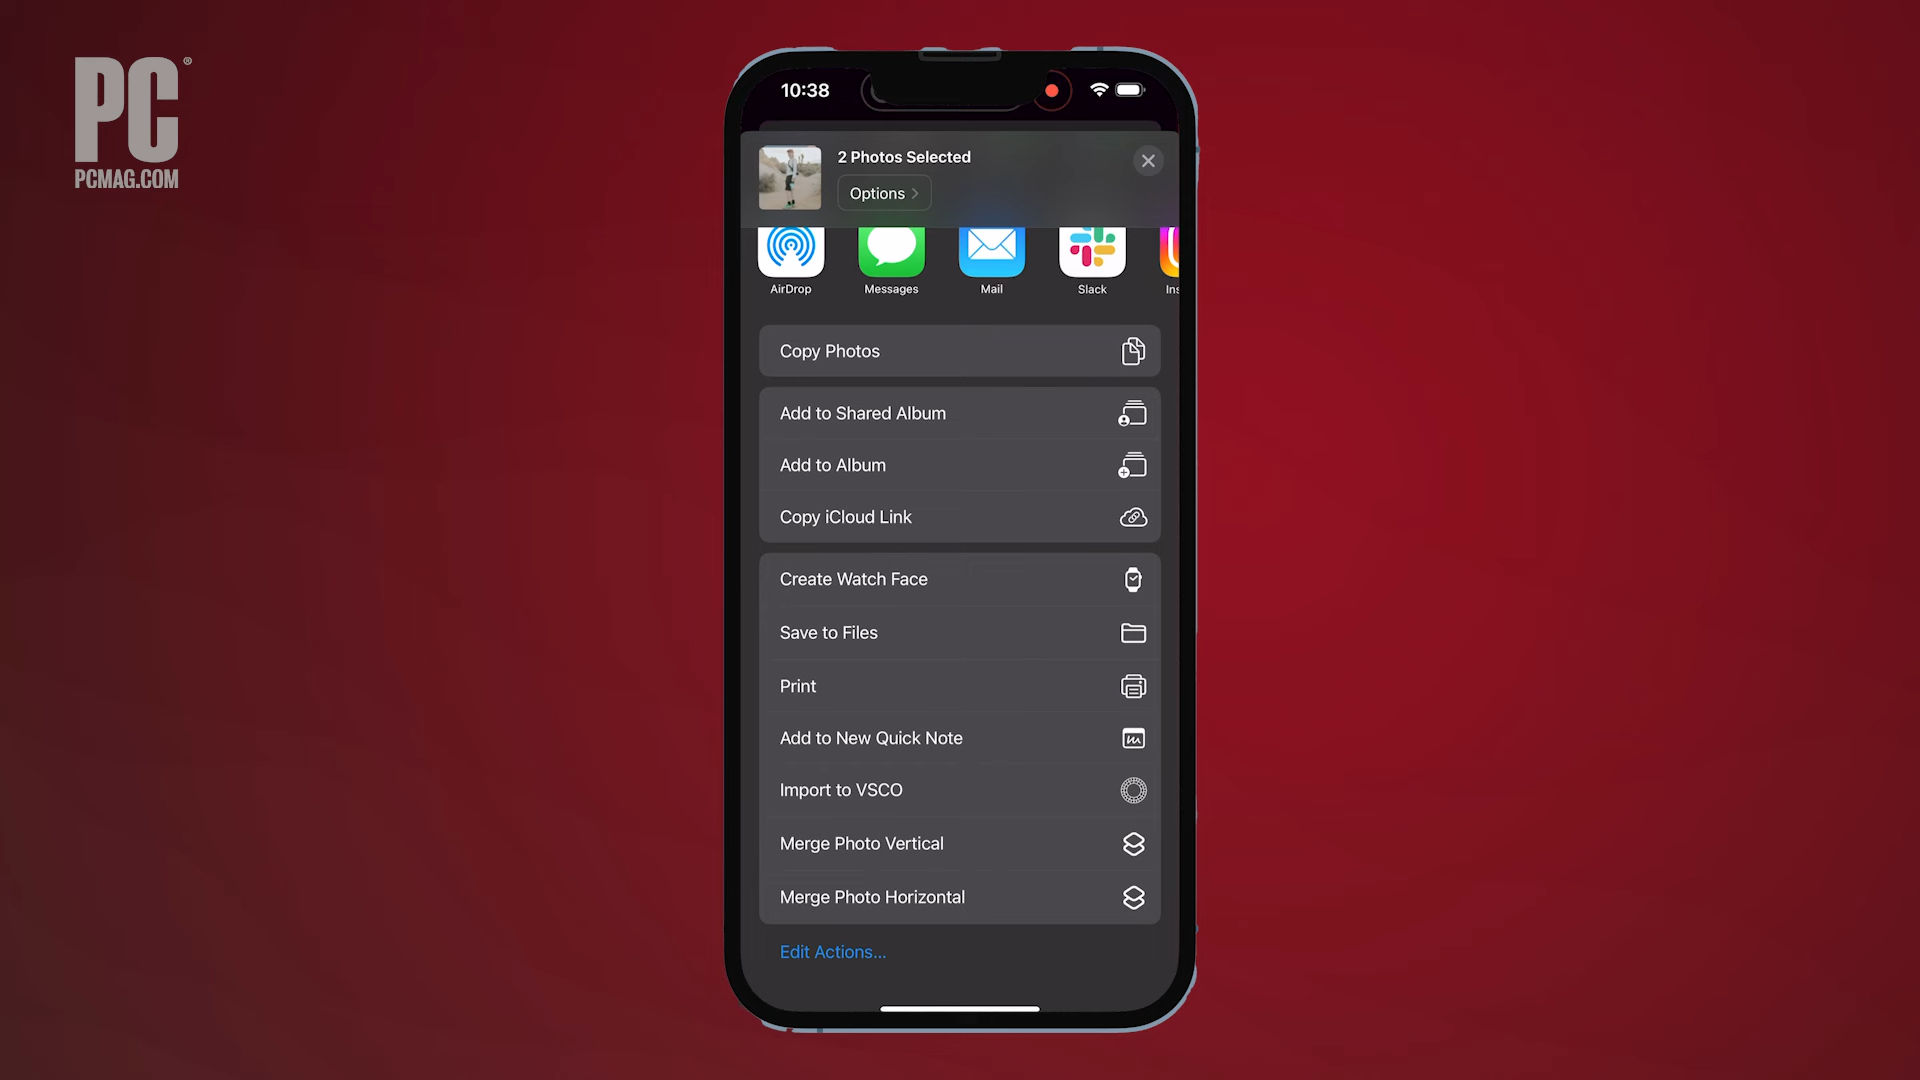 PC®
PCMAG.COM
10:38
2 Photos Selected
Options
AirDrop
Messages
Mail
Slack
Ins
Copy Photos
Add to Shared Album
Add to Album
Copy iCloud Link
Create Watch Face
Save to Files
Print
Add to New Quick Note
Import to VSCO
Merge Photo Vertical
Merge Photo Horizontal
Edit Actions...